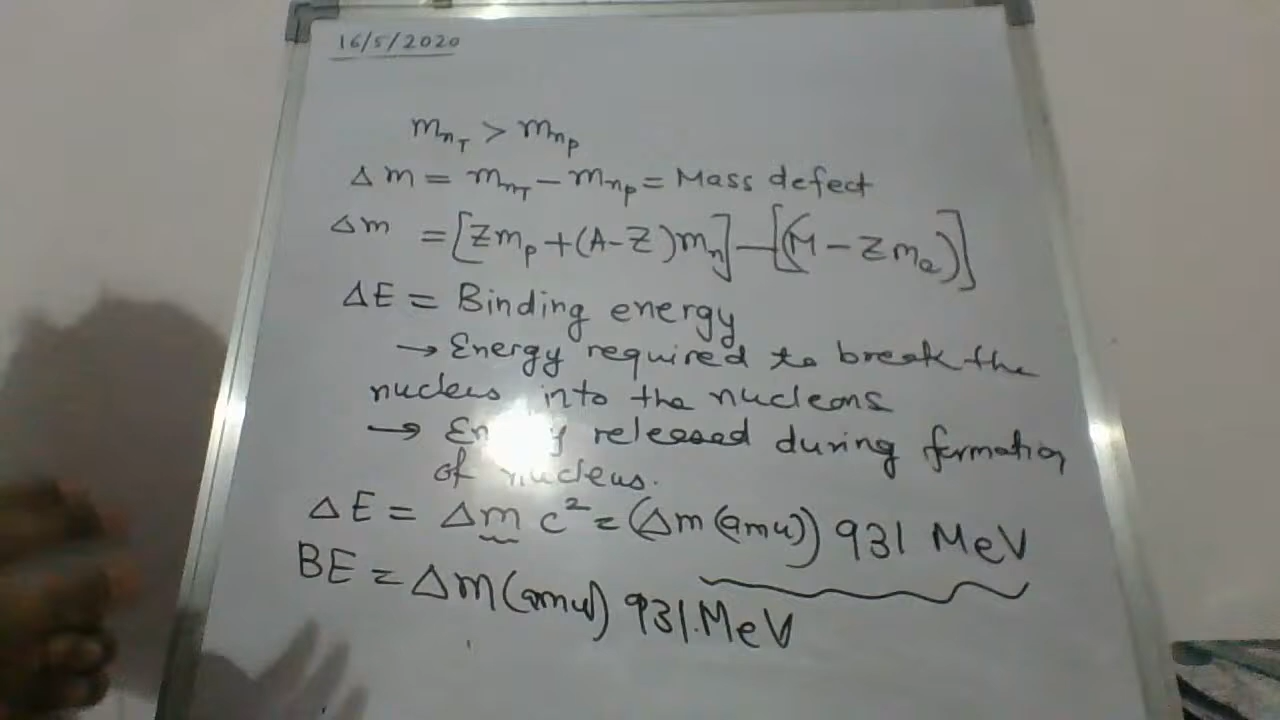 16/5/2020
m_{n_T} > m_{n_p}
Δm = m_{n_T} - m_{n_p} = Mass defect
Δm = [Zm_p + (A-Z)m_n] - [(M - Zm_e)]
ΔE = Binding energy
→ Energy required to break the
nucleus into the nucleons
→ released during formation
of nucleus.
ΔE = Δm c² = (Δm (amu)) 931 MeV
BE = Δm (amu) 931 MeV